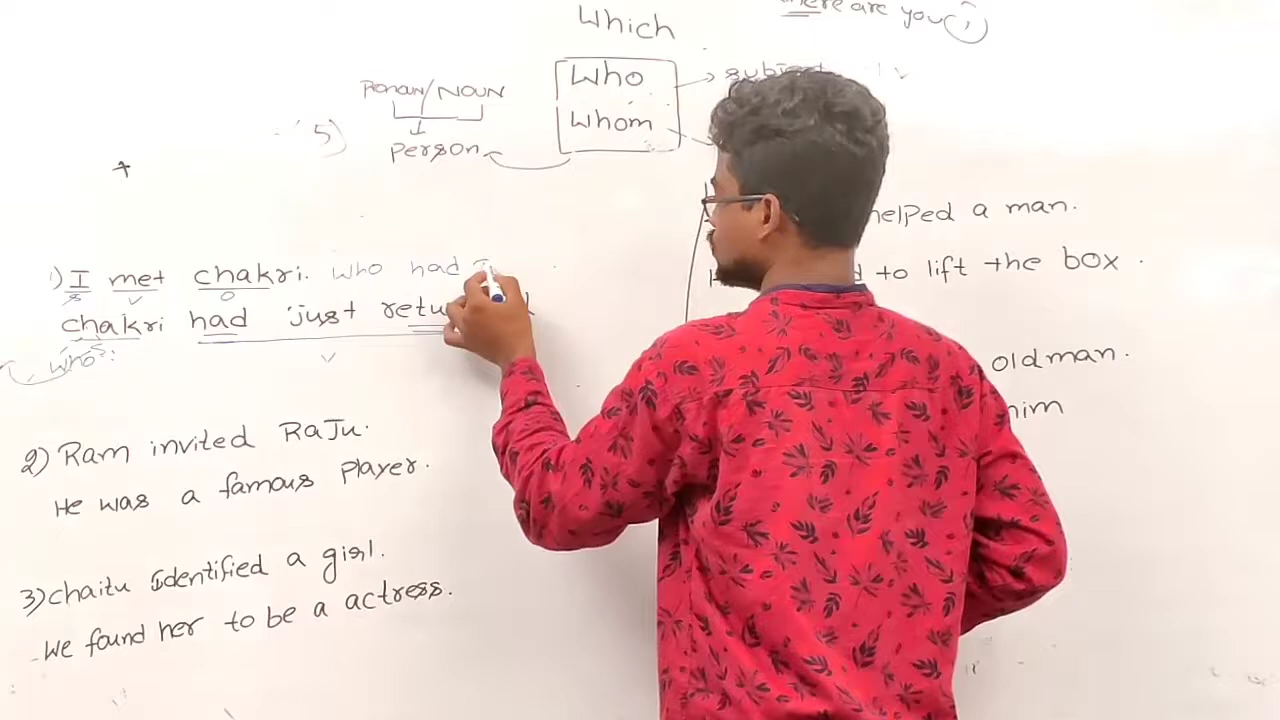 Which
are you ?
Who
subject
Ponoun/NOUN
Whom
5)
person
helped a man.
to lift the box.
1) I met chakri. who had
s v o
chakri had just retu
s
who: v
oldman.
him
2) Ram invited RaJu.
He was a famous Player.
3) chaitu Identified a girl.
We found her to be a actress.